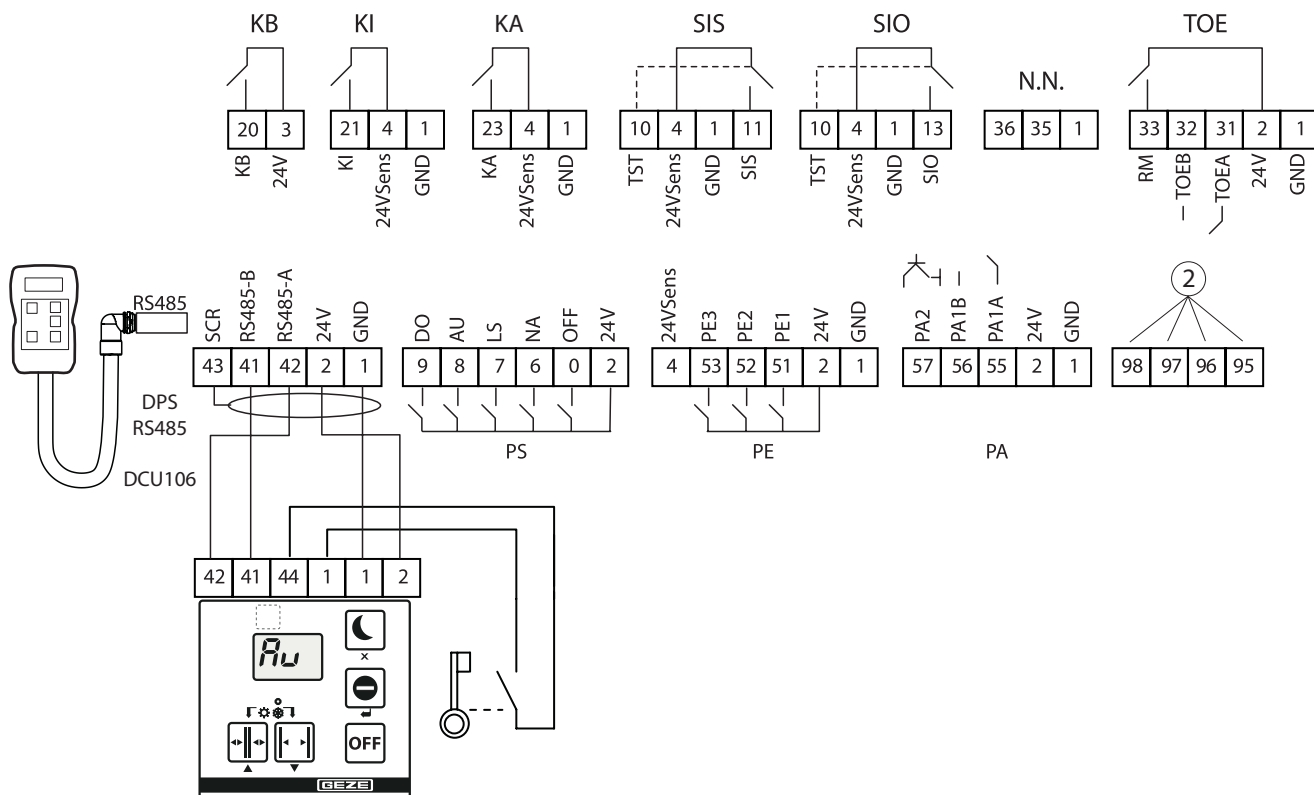 KB KI KA SIS SIO TOE
N.N.
20 3 21 4 1 23 4 1 10 4 1 11 10 4 1 13 36 35 1 33 32 31 2 1
KB 24V KI 24VSens GND KA 24VSens GND TST 24VSens GND SIS TST 24VSens GND SIO RM TOEB TOEA 24V GND
2
RS485
SCR RS485-B RS485-A 24V GND DO AU LS NA OFF 24V 24VSens PE3 PE2 PE1 24V GND PA2 PA1B PA1A 24V GND
43 41 42 2 1 9 8 7 6 0 2 4 53 52 51 2 1 57 56 55 2 1 98 97 96 95
DPS
RS485
PS PE PA
DCU106
42 41 44 1 1 2
Au
OFF
GEZE